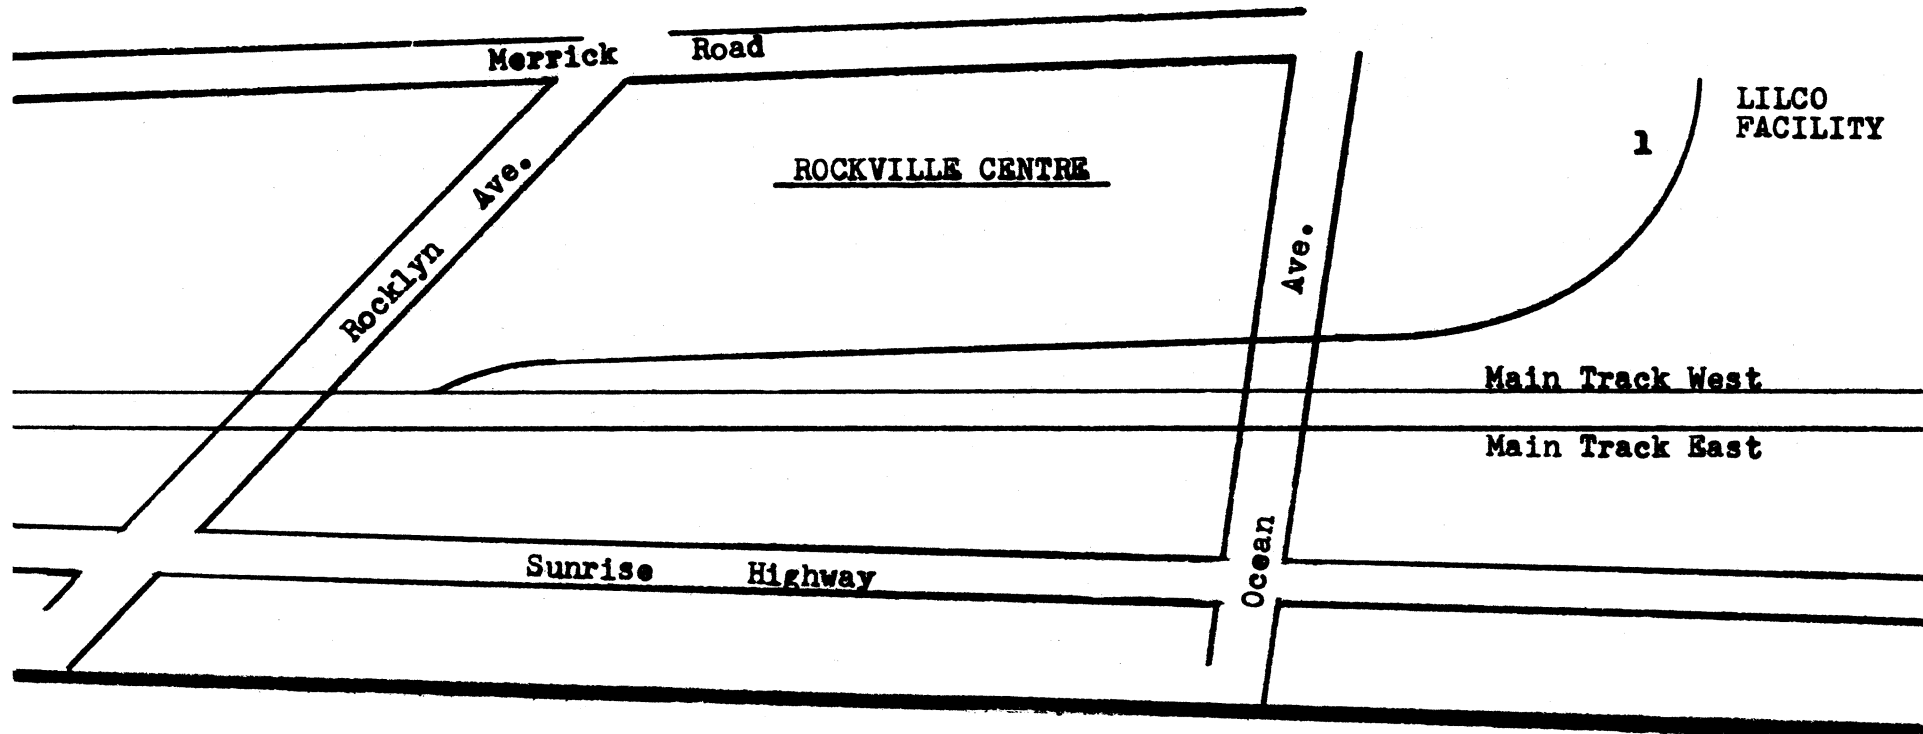 Merrick Road
LILCO
FACILITY
1
ROCKVILLE CENTRE
Rocklyn Ave.
Ocean Ave.
Main Track West
Main Track East
Sunrise Highway